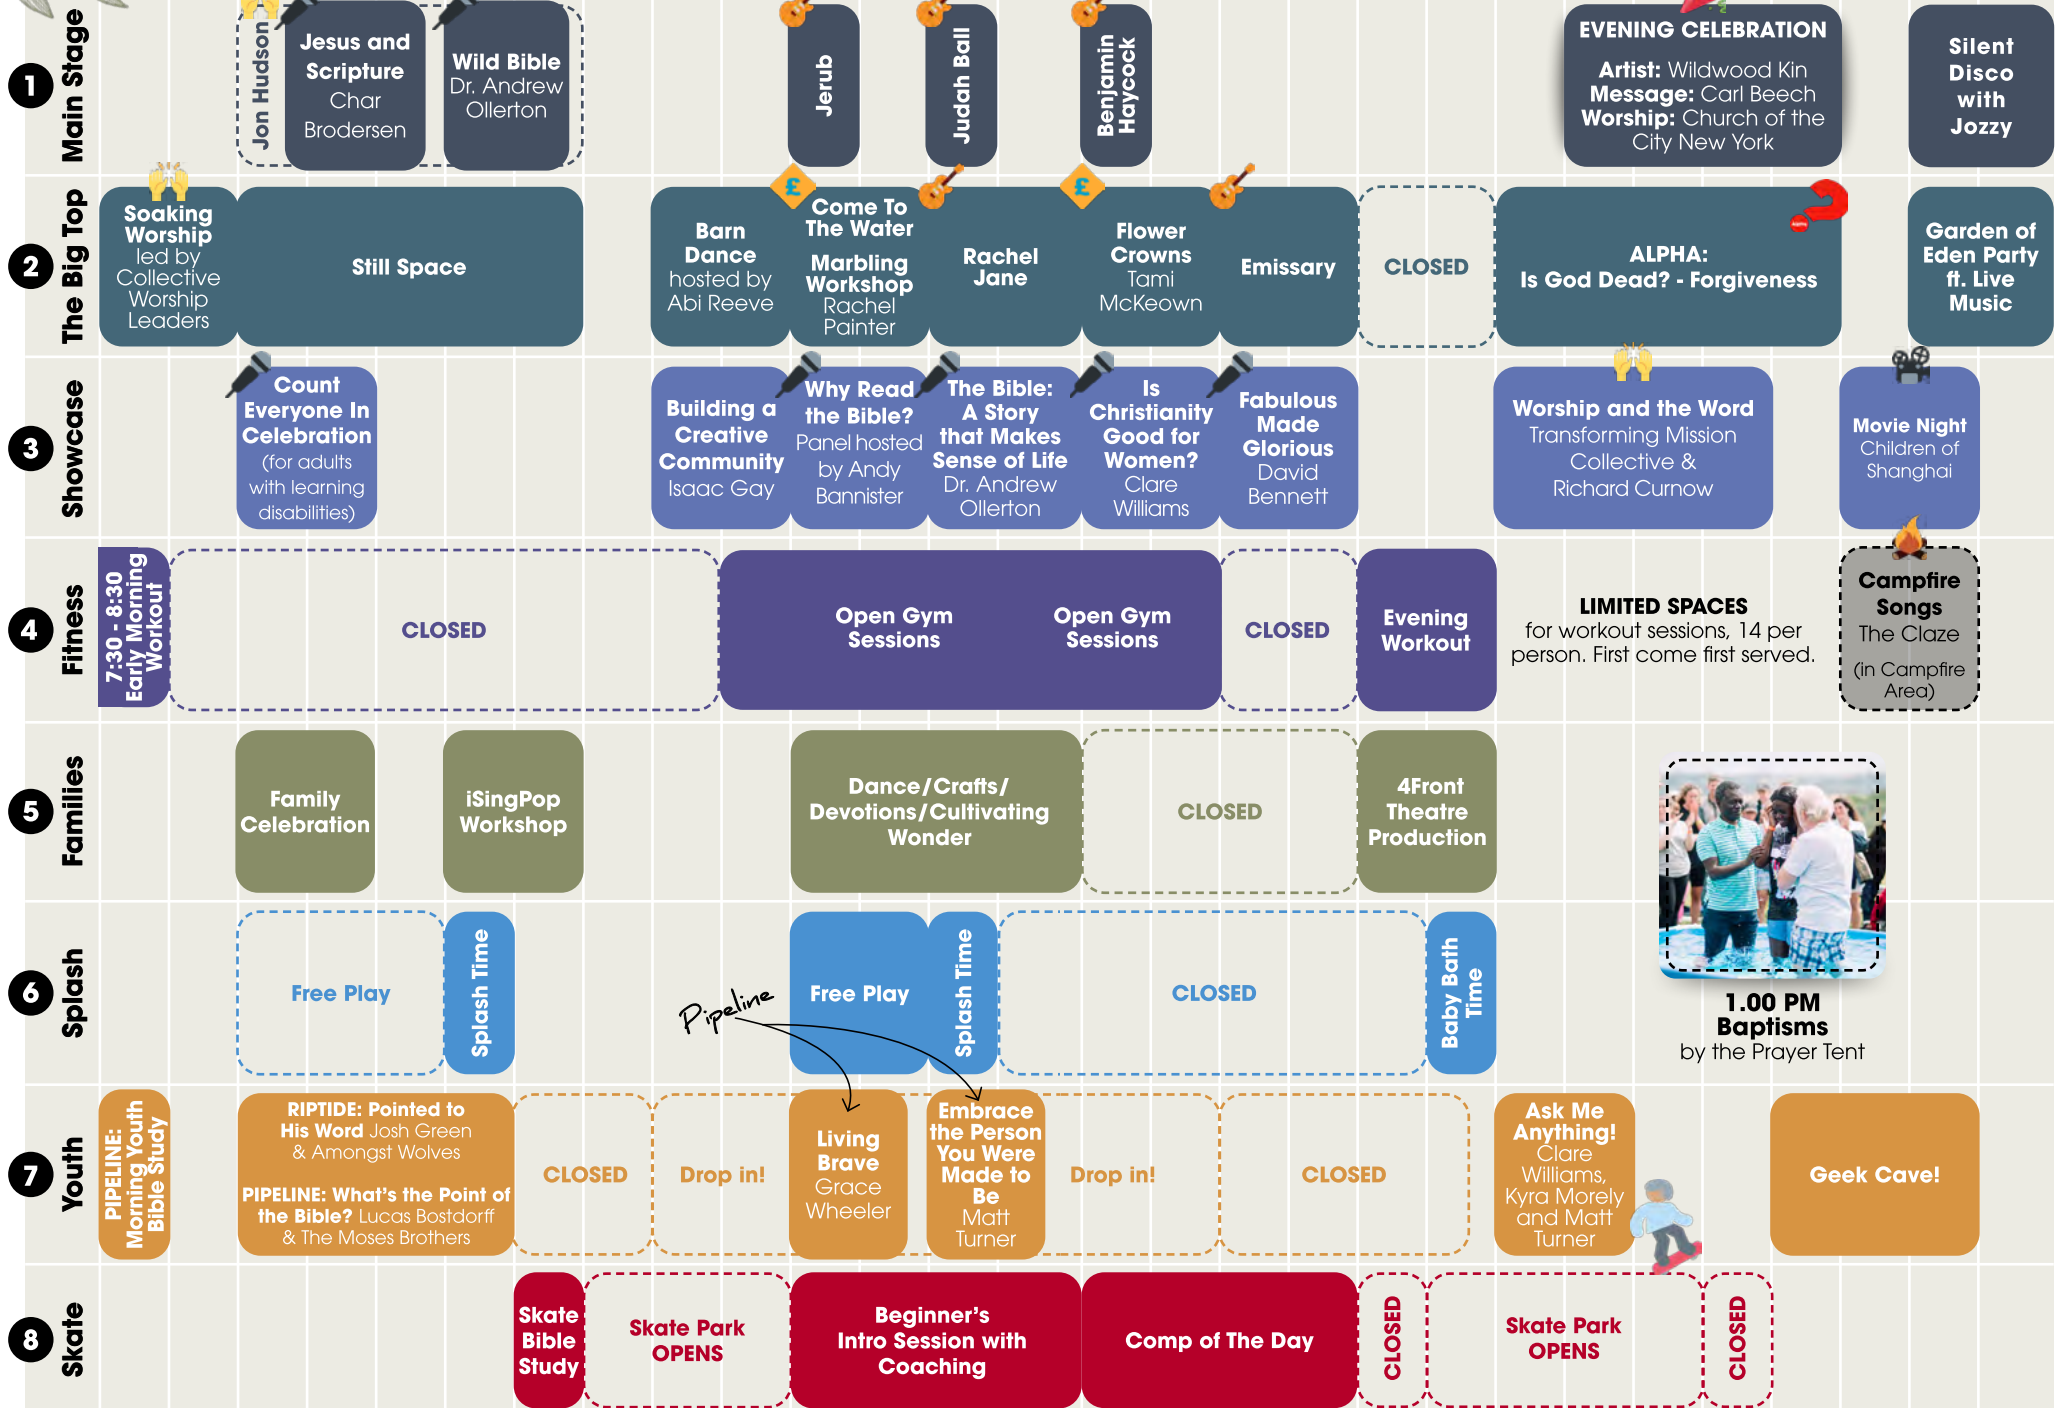 1
Main Stage
Jon Hudson
Jesus and
Scripture
Char
Brodersen
Wild Bible
Dr. Andrew
Ollerton
Jerub
Judah Ball
Benjamin
Haycock
EVENING CELEBRATION
Artist: Wildwood Kin
Message: Carl Beech
Worship: Church of the
City New York
Silent
Disco
with
Jozzy
2
The Big Top
Soaking
Worship
led by
Collective
Worship
Leaders
Still Space
Barn
Dance
hosted by
Abi Reeve
£
Come To
The Water
Marbling
Workshop
Rachel
Painter
Rachel
Jane
£
Flower
Crowns
Tami
McKeown
Emissary
CLOSED
ALPHA:
Is God Dead? - Forgiveness
?
Garden of
Eden Party
ft. Live
Music
3
Showcase
Count
Everyone In
Celebration
(for adults
with learning
disabilities)
Building a
Creative
Community
Isaac Gay
Why Read
the Bible?
Panel hosted
by Andy
Bannister
The Bible:
A Story
that Makes
Sense of Life
Dr. Andrew
Ollerton
Is
Christianity
Good for
Women?
Clare
Williams
Fabulous
Made
Glorious
David
Bennett
Worship and the Word
Transforming Mission
Collective &
Richard Curnow
Movie Night
Children of
Shanghai
4
Fitness
7:30 - 8:30
Early Morning
Workout
CLOSED
Open Gym
Sessions
Open Gym
Sessions
CLOSED
Evening
Workout
LIMITED SPACES
for workout sessions, 14 per
person. First come first served.
Campfire
Songs
The Claze
(in Campfire
Area)
5
Families
Family
Celebration
iSingPop
Workshop
Dance/Crafts/
Devotions/Cultivating
Wonder
CLOSED
4Front
Theatre
Production
6
Splash
Free Play
Splash Time
Pipeline
Free Play
Splash Time
CLOSED
Baby Bath
Time
1.00 PM
Baptisms
by the Prayer Tent
7
Youth
PIPELINE:
Morning Youth
Bible Study
RIPTIDE: Pointed to
His Word Josh Green
& Amongst Wolves
PIPELINE: What's the Point of
the Bible? Lucas Bostdorff
& The Moses Brothers
CLOSED
Drop in!
Living
Brave
Grace
Wheeler
Embrace
the Person
You Were
Made to
Be
Matt
Turner
Drop in!
CLOSED
Ask Me
Anything!
Clare
Williams,
Kyra Morely
and Matt
Turner
Geek Cave!
8
Skate
Skate
Bible
Study
Skate Park
OPENS
Beginner's
Intro Session with
Coaching
Comp of The Day
CLOSED
Skate Park
OPENS
CLOSED